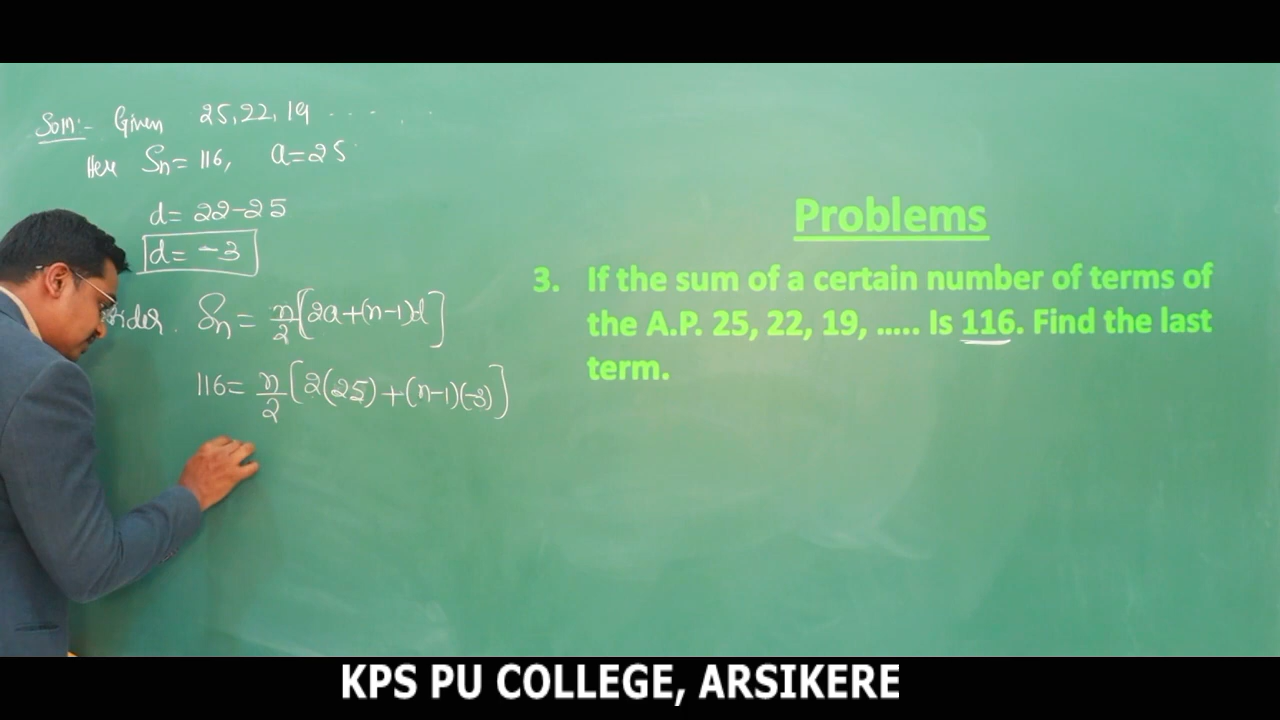 Som:- Given 25, 22, 19 .......
Here Sn = 116, a = 25
d = 22-25
d = -3
sider. Sn = n/2 [2a+(n-1)d]
116 = n/2 [2(25)+(n-1)(-3)]
Problems
3. If the sum of a certain number of terms of
the A.P. 25, 22, 19, ..... Is 116. Find the last
term.
KPS PU COLLEGE, ARSIKERE